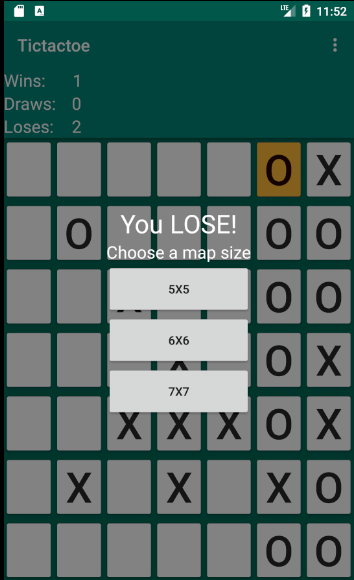 LTE 11:52
A
Tictactoe
Wins: 1
Draws: 0
Loses: 2
O X
O O O
You LOSE!
Choose a map size
5X5
O O
6X6
O X
7X7
X X X O X
X X X O
O O